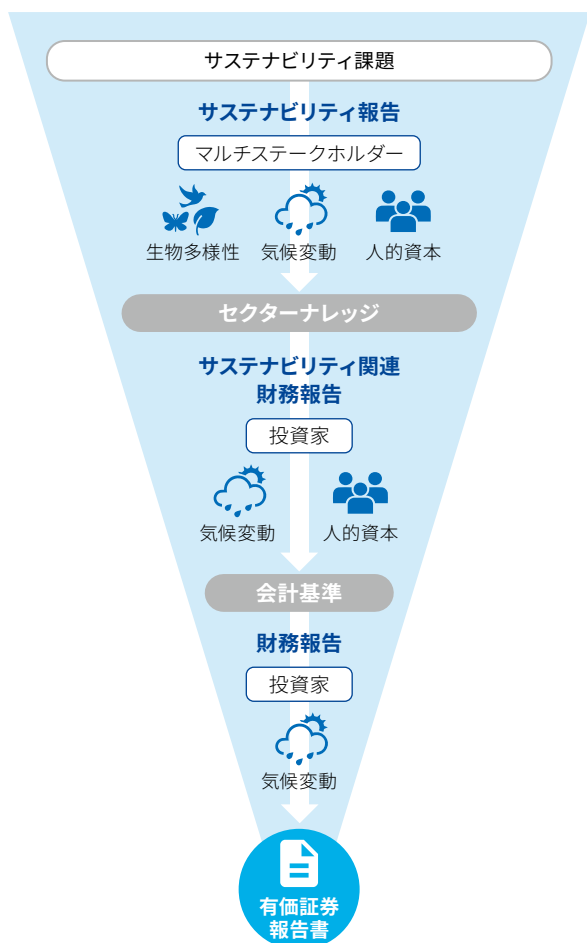 サステナビリティ課題
サステナビリティ報告
マルチステークホルダー
生物多様性 気候変動 人的資本
セクターナレッジ
サステナビリティ関連
財務報告
投資家
気候変動 人的資本
会計基準
財務報告
投資家
気候変動
有価証券
報告書